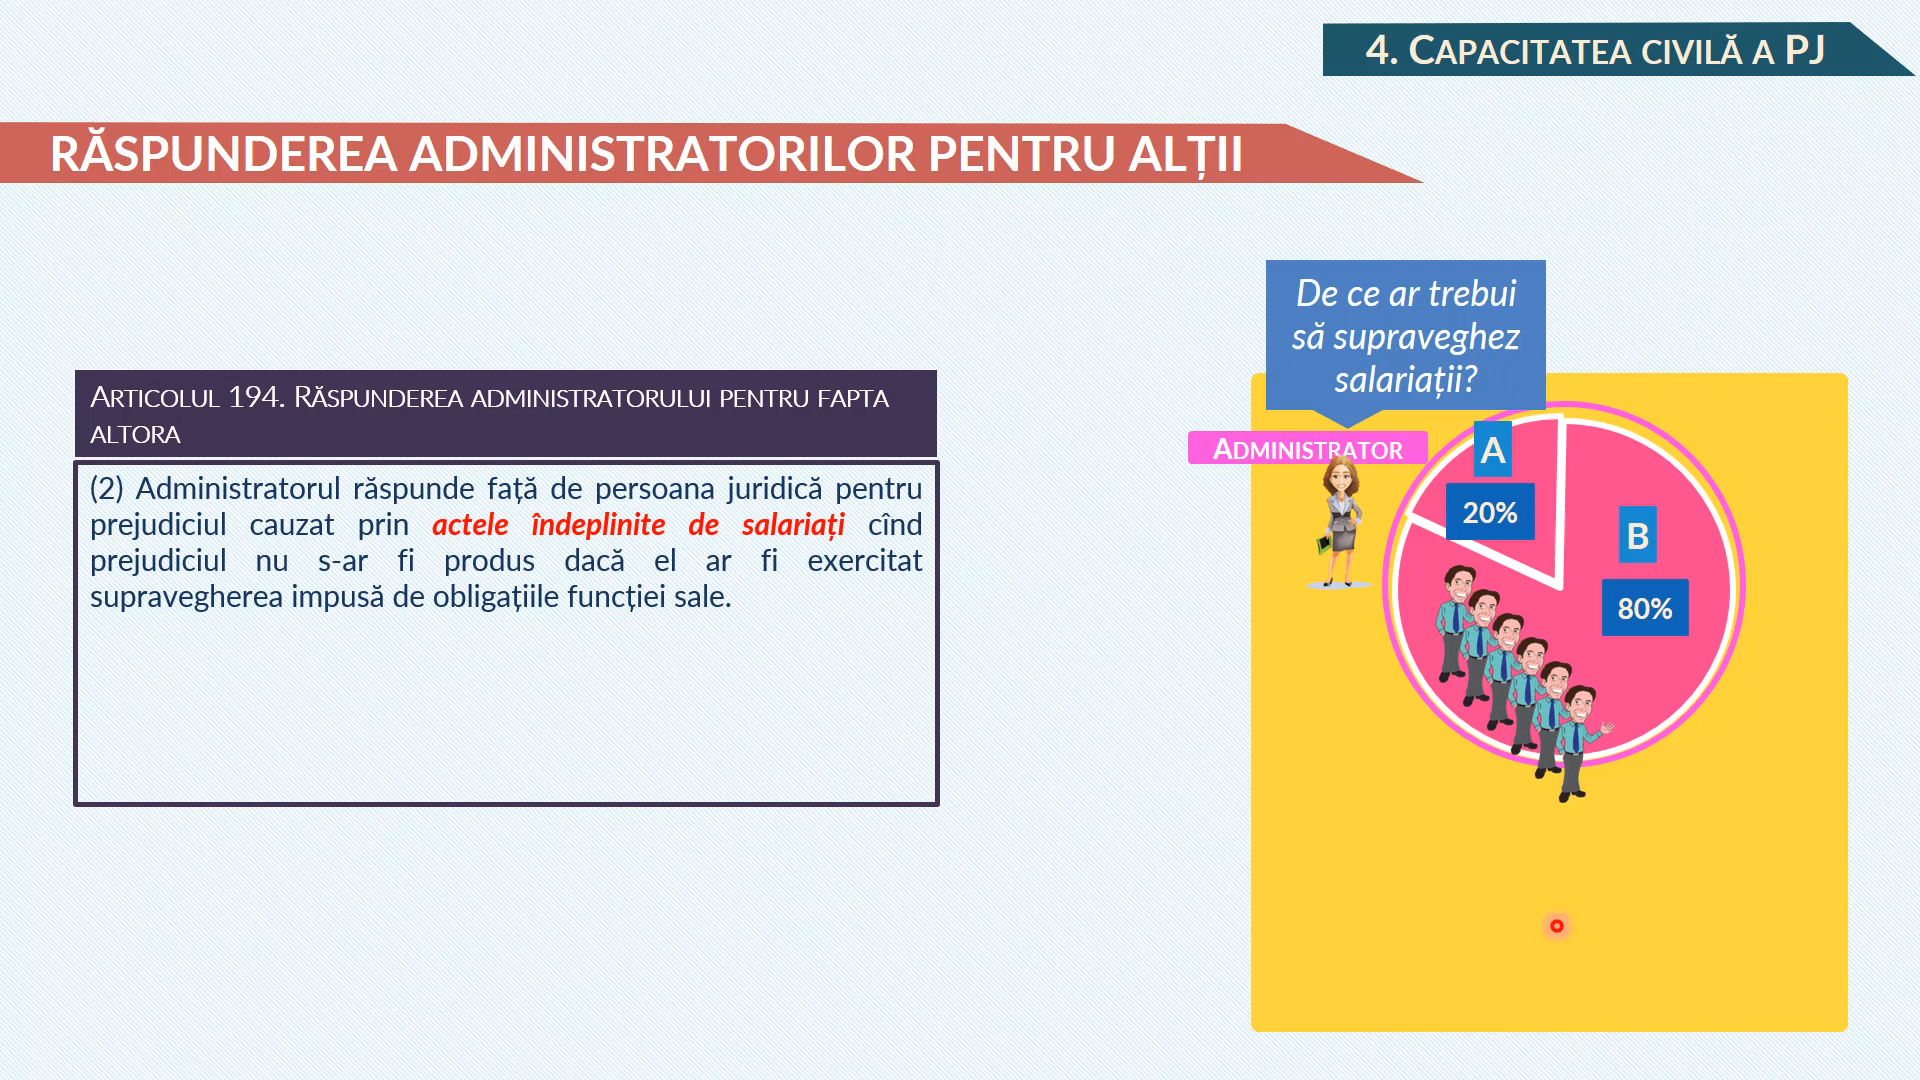 4. CAPACITATEA CIVILĂ A PJ
RĂSPUNDEREA ADMINISTRATORILOR PENTRU ALȚII
ARTICOLUL 194. RĂSPUNDEREA ADMINISTRATORULUI PENTRU FAPTA
ALTORA
(2) Administratorul răspunde față de persoana juridică pentru
prejudiciul cauzat prin actele îndeplinite de salariați cînd
prejudiciul nu s-ar fi produs dacă el ar fi exercitat
supravegherea impusă de obligațiile funcției sale.
De ce ar trebui
să supraveghez
salariații?
ADMINISTRATOR
A
20%
B
80%